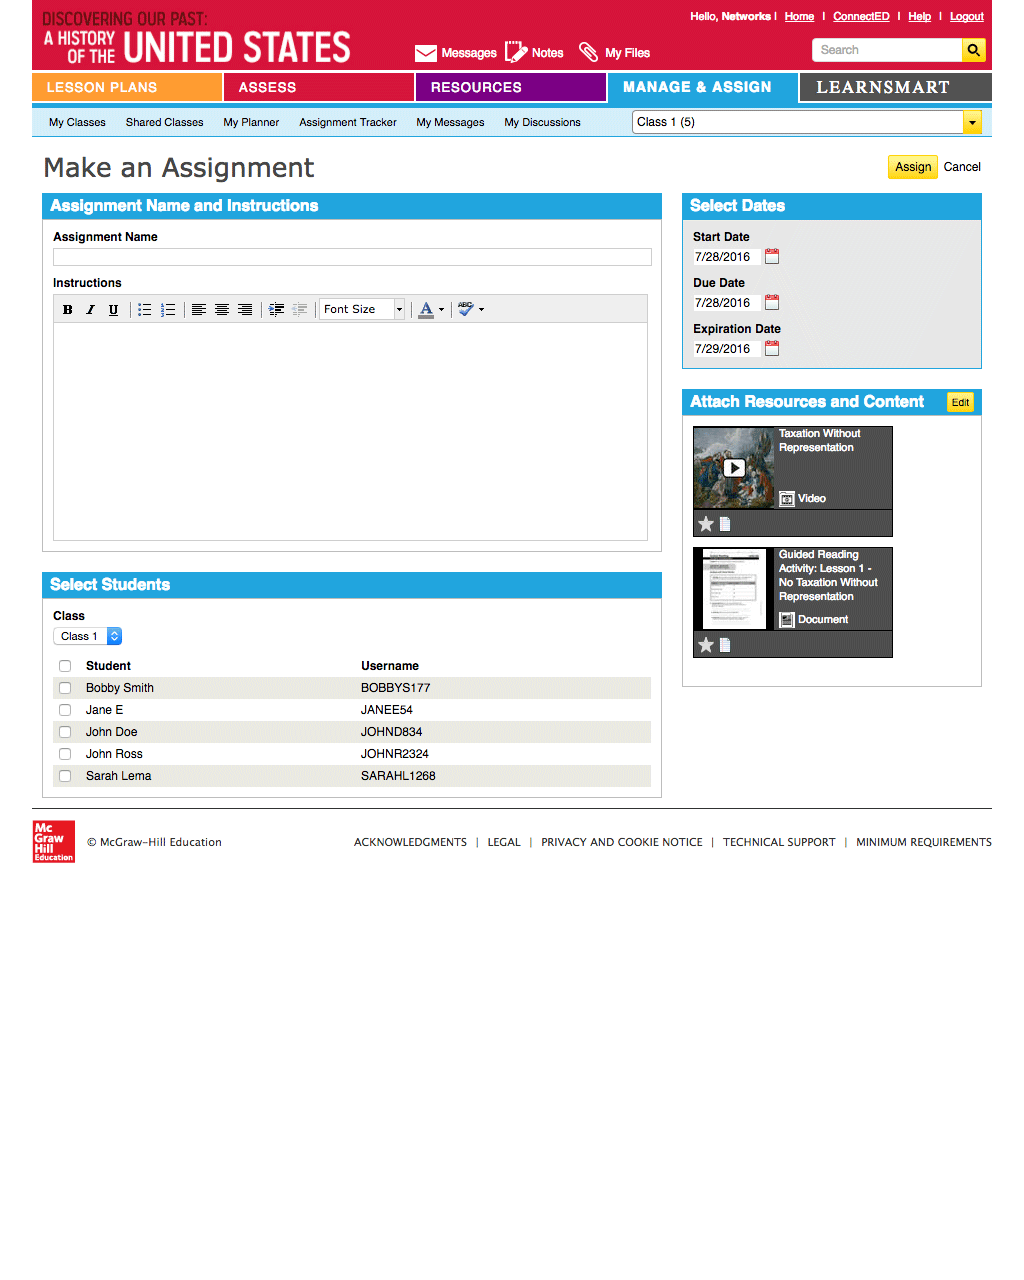 DISCOVERING OUR PAST:
A HISTORY OF THE UNITED STATES
Hello, Networks | Home | ConnectED | Help | Logout
Messages Notes My Files
Search
LESSON PLANS ASSESS RESOURCES MANAGE & ASSIGN LEARNSMART
My Classes Shared Classes My Planner Assignment Tracker My Messages My Discussions Class 1 (5)
Make an Assignment
Assign Cancel
Assignment Name and Instructions
Assignment Name
Instructions
B I U Font Size A ABC
Select Dates
Start Date
7/28/2016
Due Date
7/28/2016
Expiration Date
7/29/2016
Attach Resources and Content Edit
Taxation Without
Representation
Video
Guided Reading
Activity: Lesson 1 -
No Taxation Without
Representation
Document
Select Students
Class
Class 1
Student Username
Bobby Smith BOBBYS177
Jane E JANEE54
John Doe JOHND834
John Ross JOHNR2324
Sarah Lema SARAHL1268
Mc
Graw
Hill
Education
© McGraw-Hill Education ACKNOWLEDGMENTS | LEGAL | PRIVACY AND COOKIE NOTICE | TECHNICAL SUPPORT | MINIMUM REQUIREMENTS